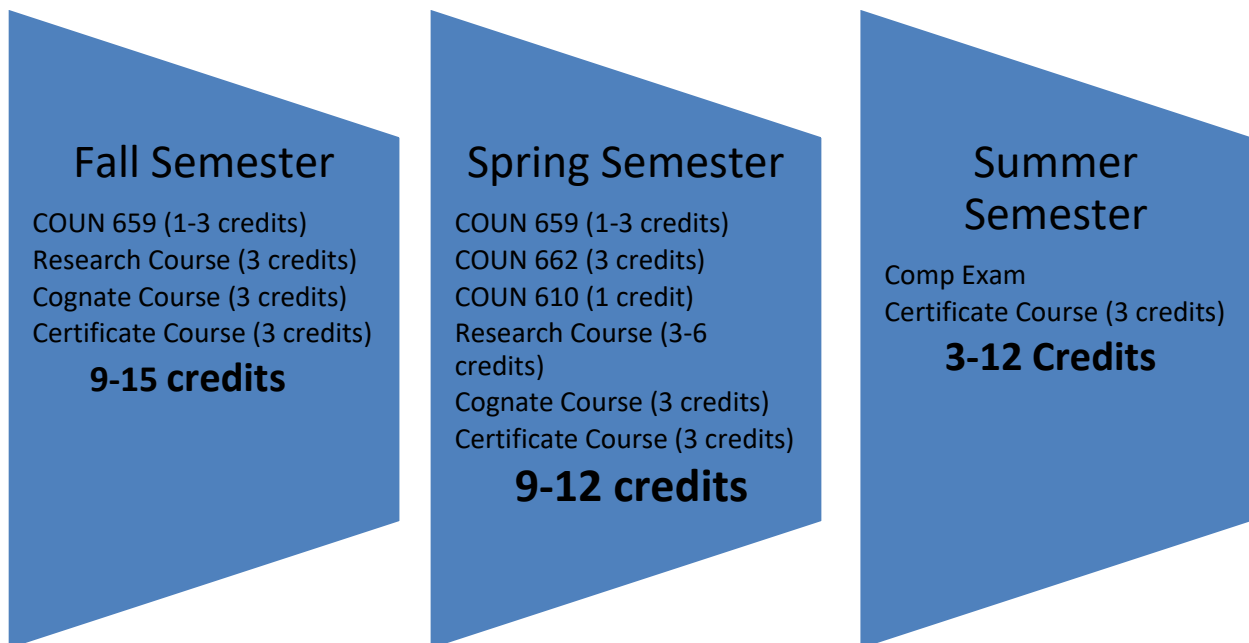 Fall Semester
COUN 659 (1-3 credits)
Research Course (3 credits)
Cognate Course (3 credits)
Certificate Course (3 credits)
9-15 credits
Spring Semester
COUN 659 (1-3 credits)
COUN 662 (3 credits)
COUN 610 (1 credit)
Research Course (3-6
credits)
Cognate Course (3 credits)
Certificate Course (3 credits)
9-12 credits
Summer
Semester
Comp Exam
Certificate Course (3 credits)
3-12 Credits